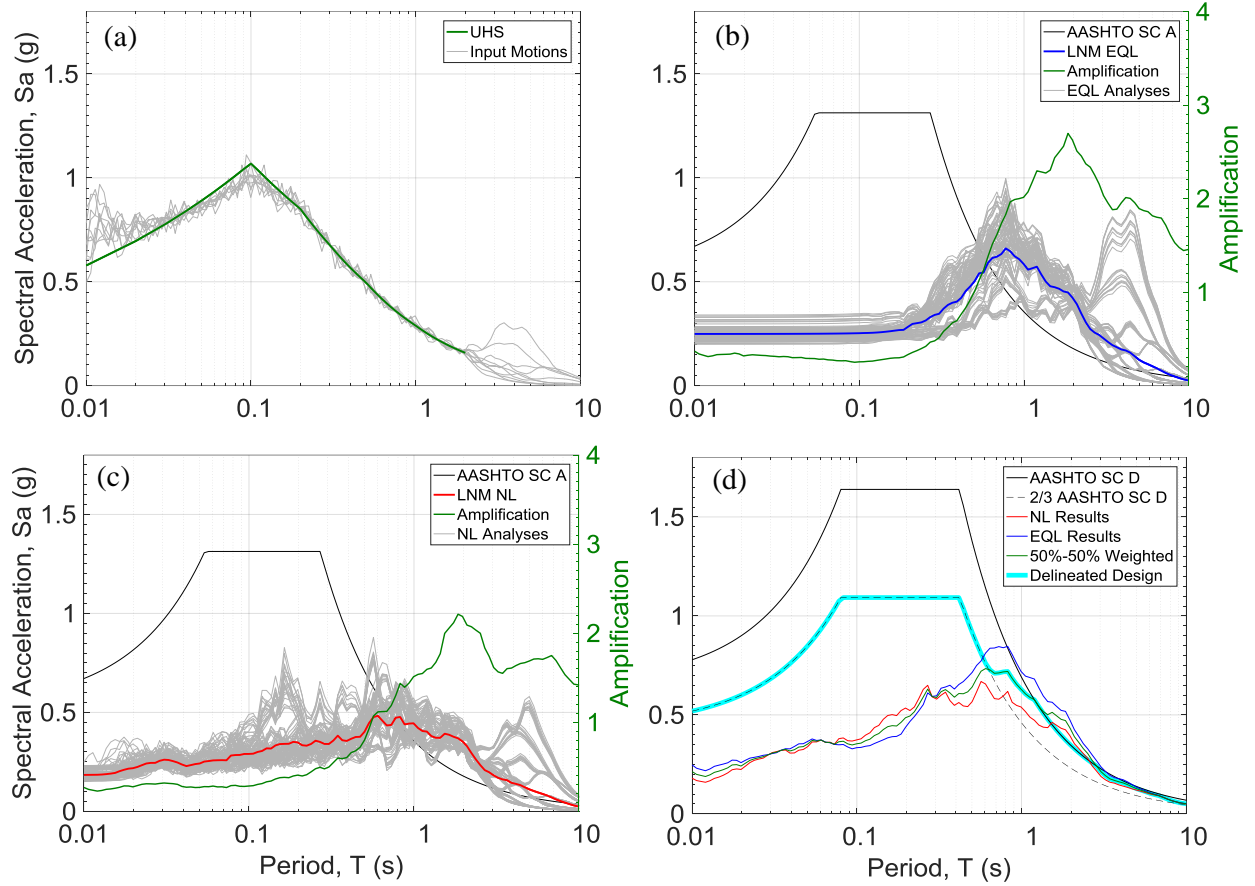 (a)
UHS
Input Motions
Spectral Acceleration, Sa (g)
1.5
1
0.5
0
0.01
0.1
1
10
(b)
AASHTO SC A
LNM EQL
Amplification
EQL Analyses
1.5
1
0.5
0
0.01
0.1
1
10
4
3
2
1
Amplification
(c)
AASHTO SC A
LNM NL
Amplification
NL Analyses
Spectral Acceleration, Sa (g)
1.5
1
0.5
0
0.01
0.1
1
10
Period, T (s)
4
3
2
1
Amplification
(d)
AASHTO SC D
2/3 AASHTO SC D
NL Results
EQL Results
50%-50% Weighted
Delineated Design
1.5
1
0.5
0
0.01
0.1
1
10
Period, T (s)